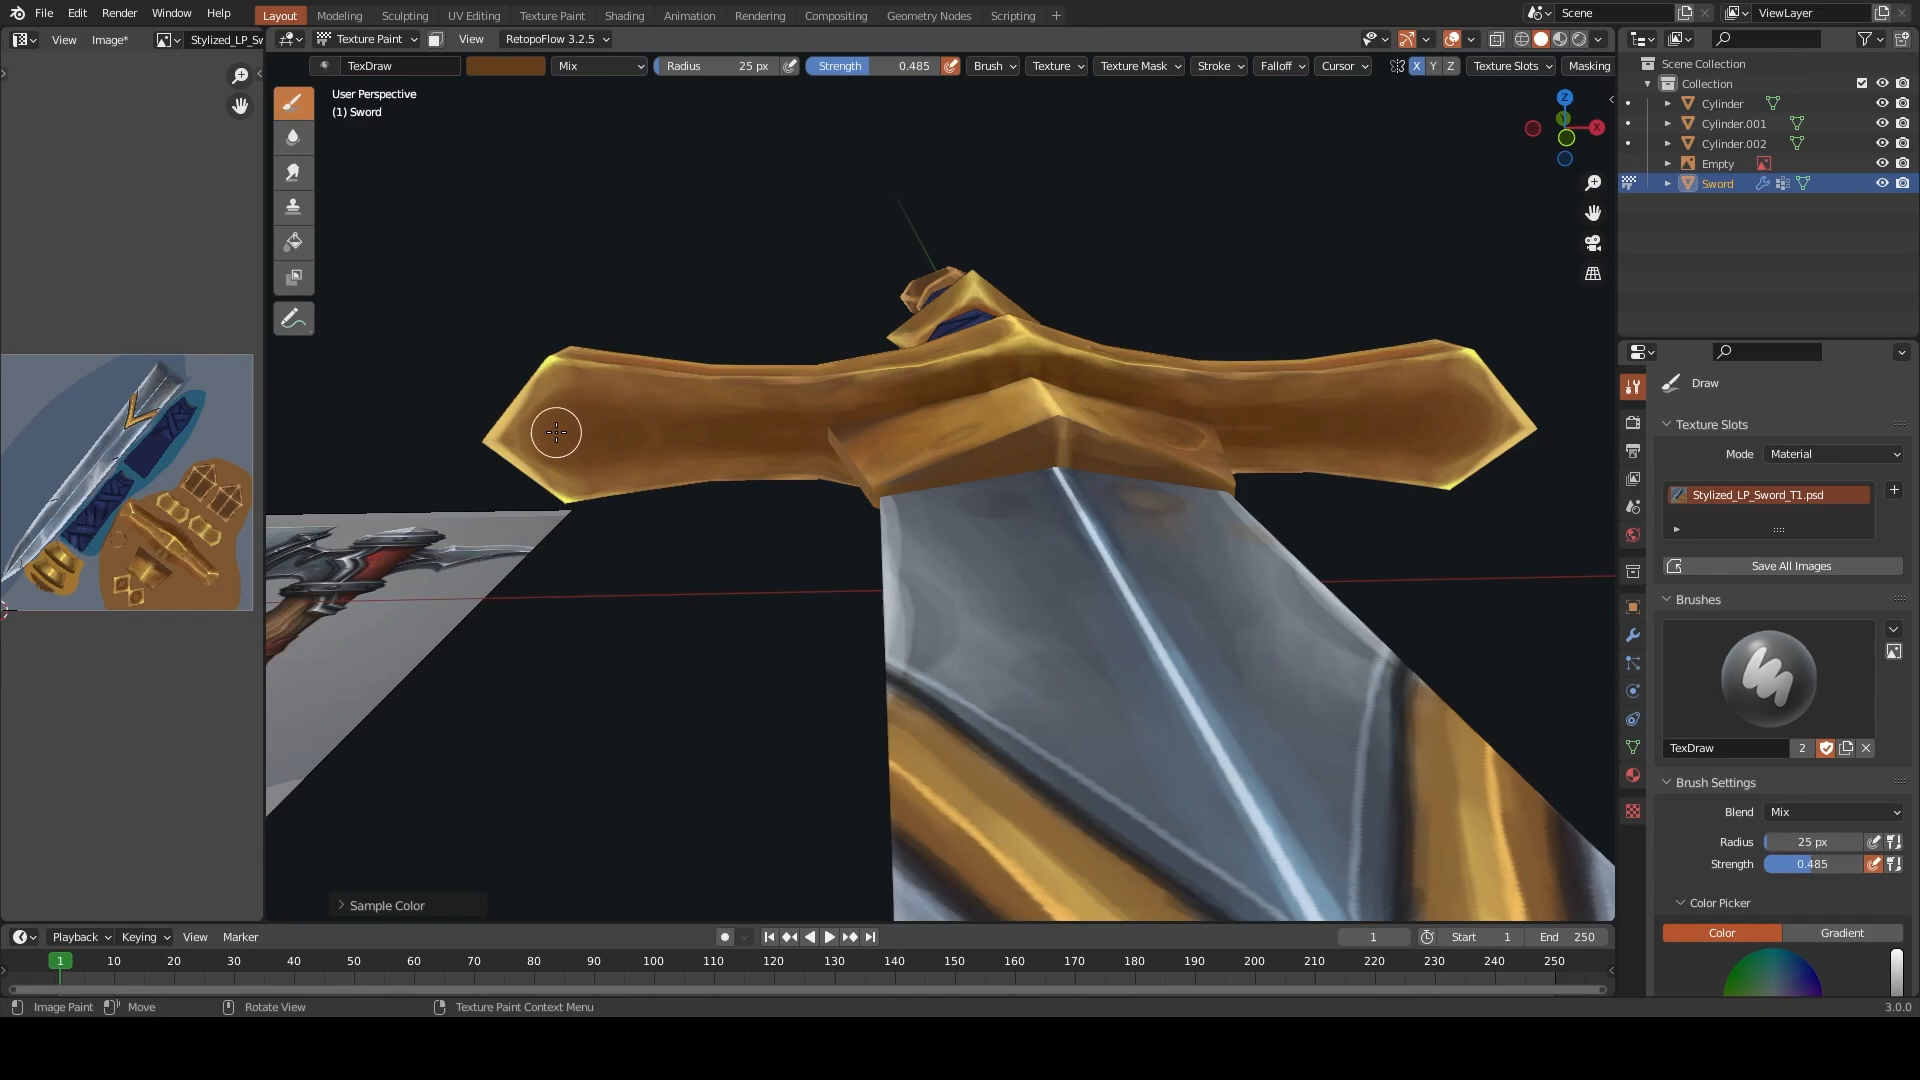 File Edit Render Window Help Layout Modeling Sculpting UV Editing Texture Paint Shading Animation Rendering Compositing Geometry Nodes Scripting + Scene ViewLayer
View Image* Stylized_LP_Sw Texture Paint View RetopoFlow 3.2.5
TexDraw Mix Radius 25 px Strength 0.485 Brush Texture Texture Mask Stroke Falloff Cursor X Y Z Texture Slots Masking
User Perspective
(1) Sword
Z
X
Scene Collection
Collection
Cylinder
Cylinder.001
Cylinder.002
Empty
Sword
Draw
Texture Slots
Mode Material
Stylized_LP_Sword_T1.psd
Save All Images
Brushes
TexDraw 2
Brush Settings
Blend Mix
Radius 25 px
Strength 0.485
Color Picker
Color Gradient
Sample Color
Playback Keying View Marker 1 Start 1 End 250
1 10 20 30 40 50 60 70 80 90 100 110 120 130 140 150 160 170 180 190 200 210 220 230 240 250
Image Paint Move Rotate View Texture Paint Context Menu 3.0.0